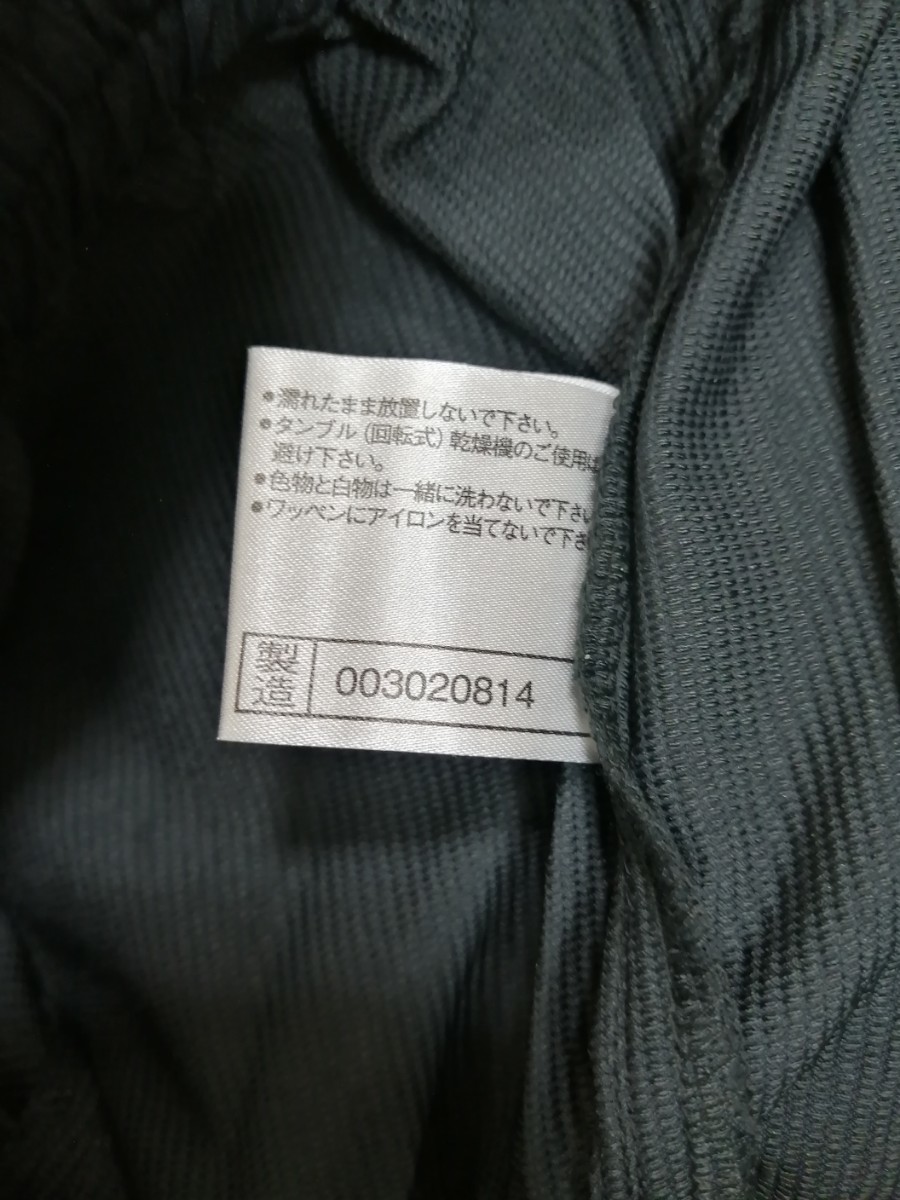 ●濡れたまま放置しないで下さい。
●タンブル（回転式）乾燥機のご使用は
避け下さい。
●色物と白物は一緒に洗わないで下さい
●ワッペンにアイロンを当てないで下さ
製造 003020814